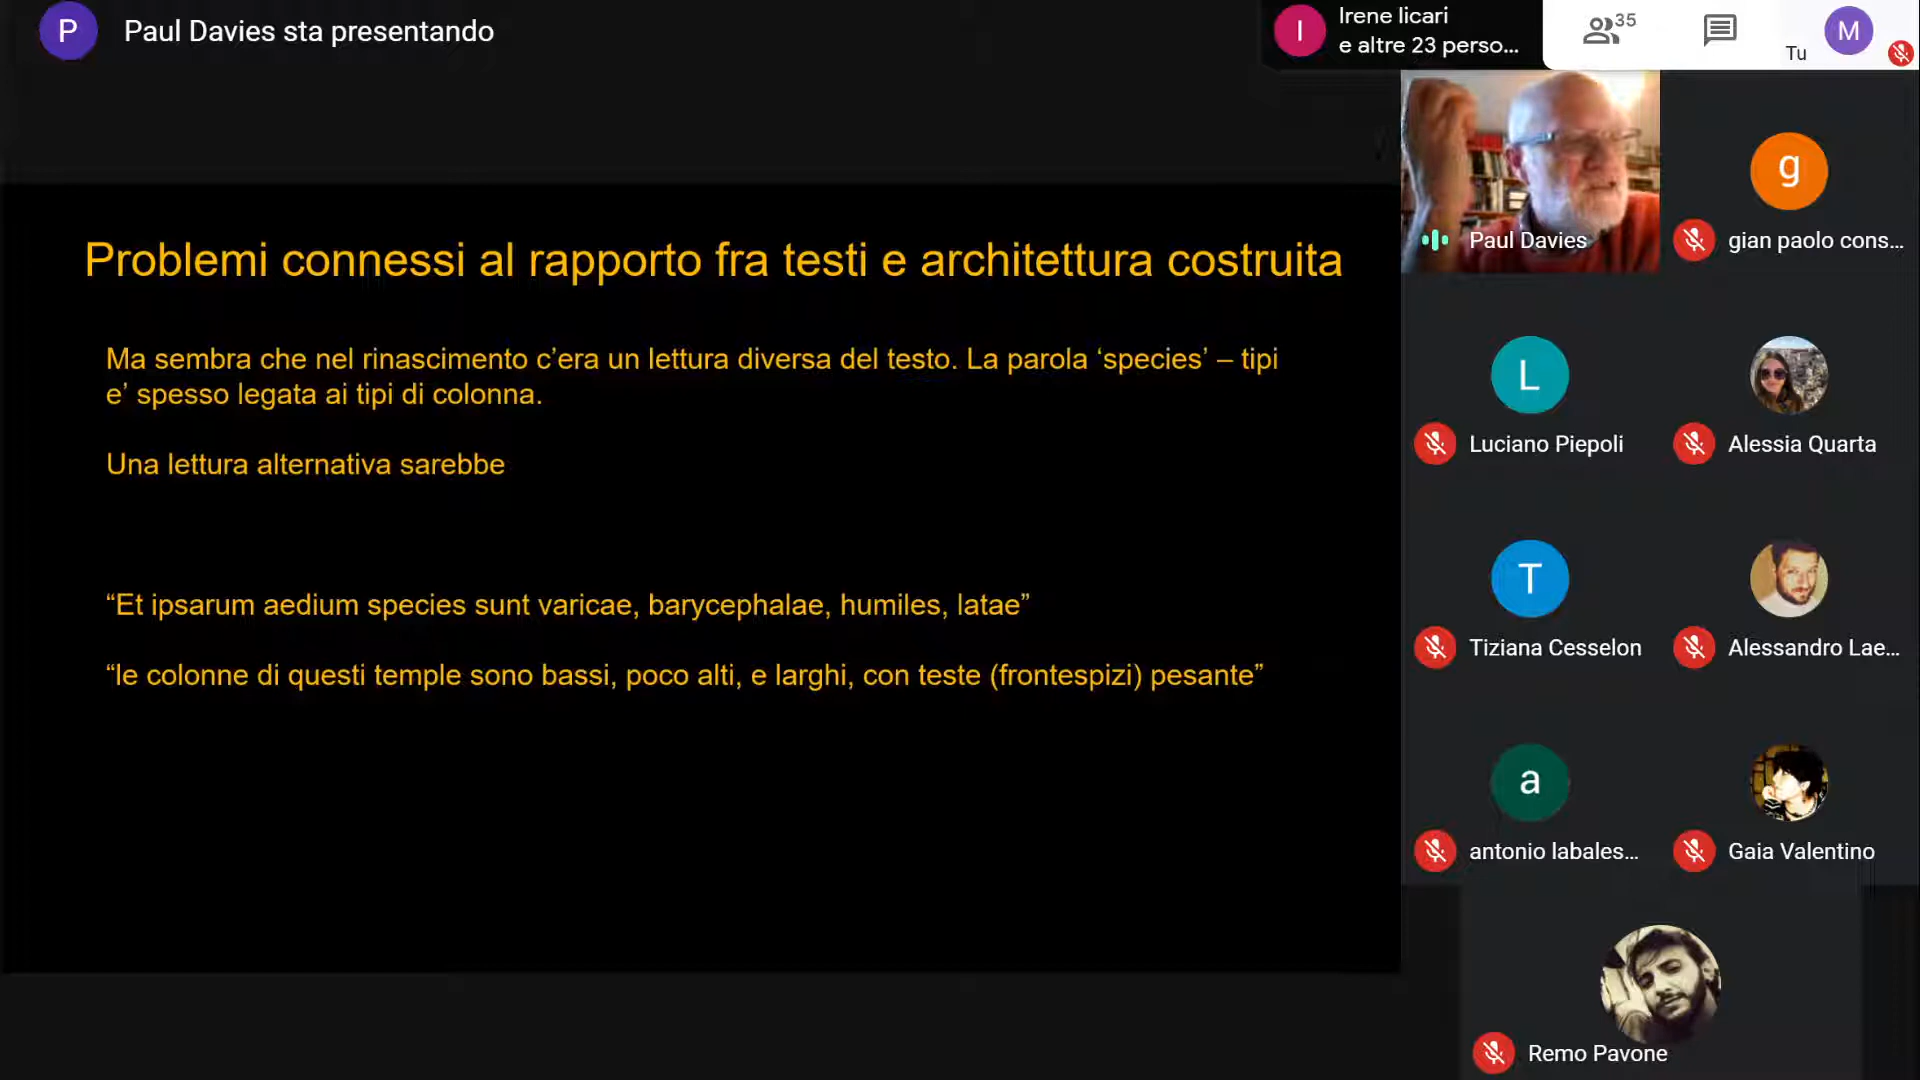 P
Paul Davies sta presentando
I
Irene licari
e altre 23 perso...
35
Tu
M
Problemi connessi al rapporto fra testi e architettura costruita
Ma sembra che nel rinascimento c’era un lettura diversa del testo. La parola ‘species’ – tipi
e’ spesso legata ai tipi di colonna.
Una lettura alternativa sarebbe
“Et ipsarum aedium species sunt varicae, barycephalae, humiles, latae”
“le colonne di questi temple sono bassi, poco alti, e larghi, con teste (frontespizi) pesante”
Paul Davies
g
gian paolo cons...
L
Luciano Piepoli
Alessia Quarta
T
Tiziana Cesselon
Alessandro Lae...
a
antonio labales...
Gaia Valentino
Remo Pavone